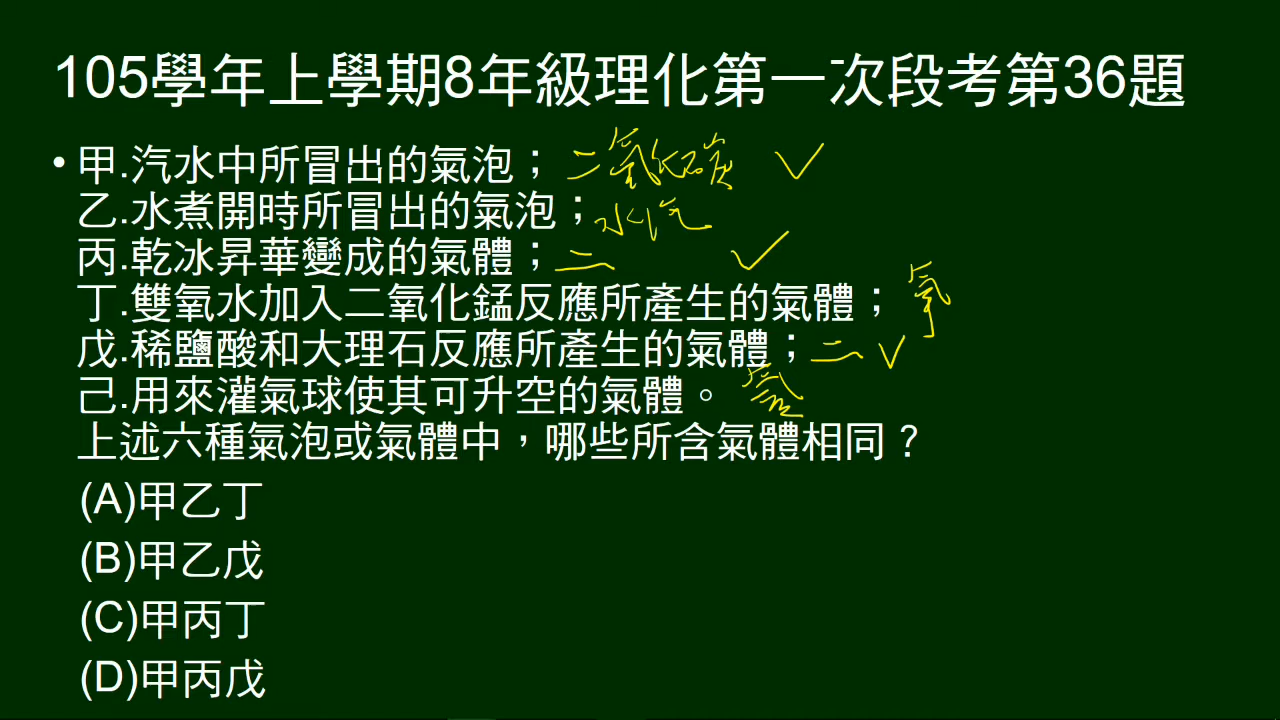 105學年上學期8年級理化第一次段考第36題
• 甲.汽水中所冒出的氣泡； 二氧化碳 ✓
乙.水煮開時所冒出的氣泡； 水汽
丙.乾冰昇華變成的氣體； 二 ✓
丁.雙氧水加入二氧化錳反應所產生的氣體； 氧
戊.稀鹽酸和大理石反應所產生的氣體； 二 ✓
己.用來灌氣球使其可升空的氣體。
上述六種氣泡或氣體中，哪些所含氣體相同？
(A)甲乙丁
(B)甲乙戊
(C)甲丙丁
(D)甲丙戊